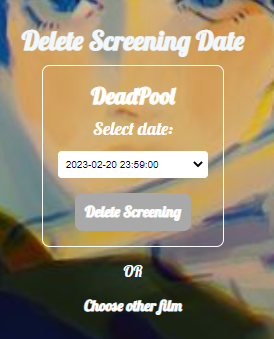 Delete Screening Date
DeadPool
Select date:
2023-02-20 23:59:00
Delete Screening
OR
Choose other film